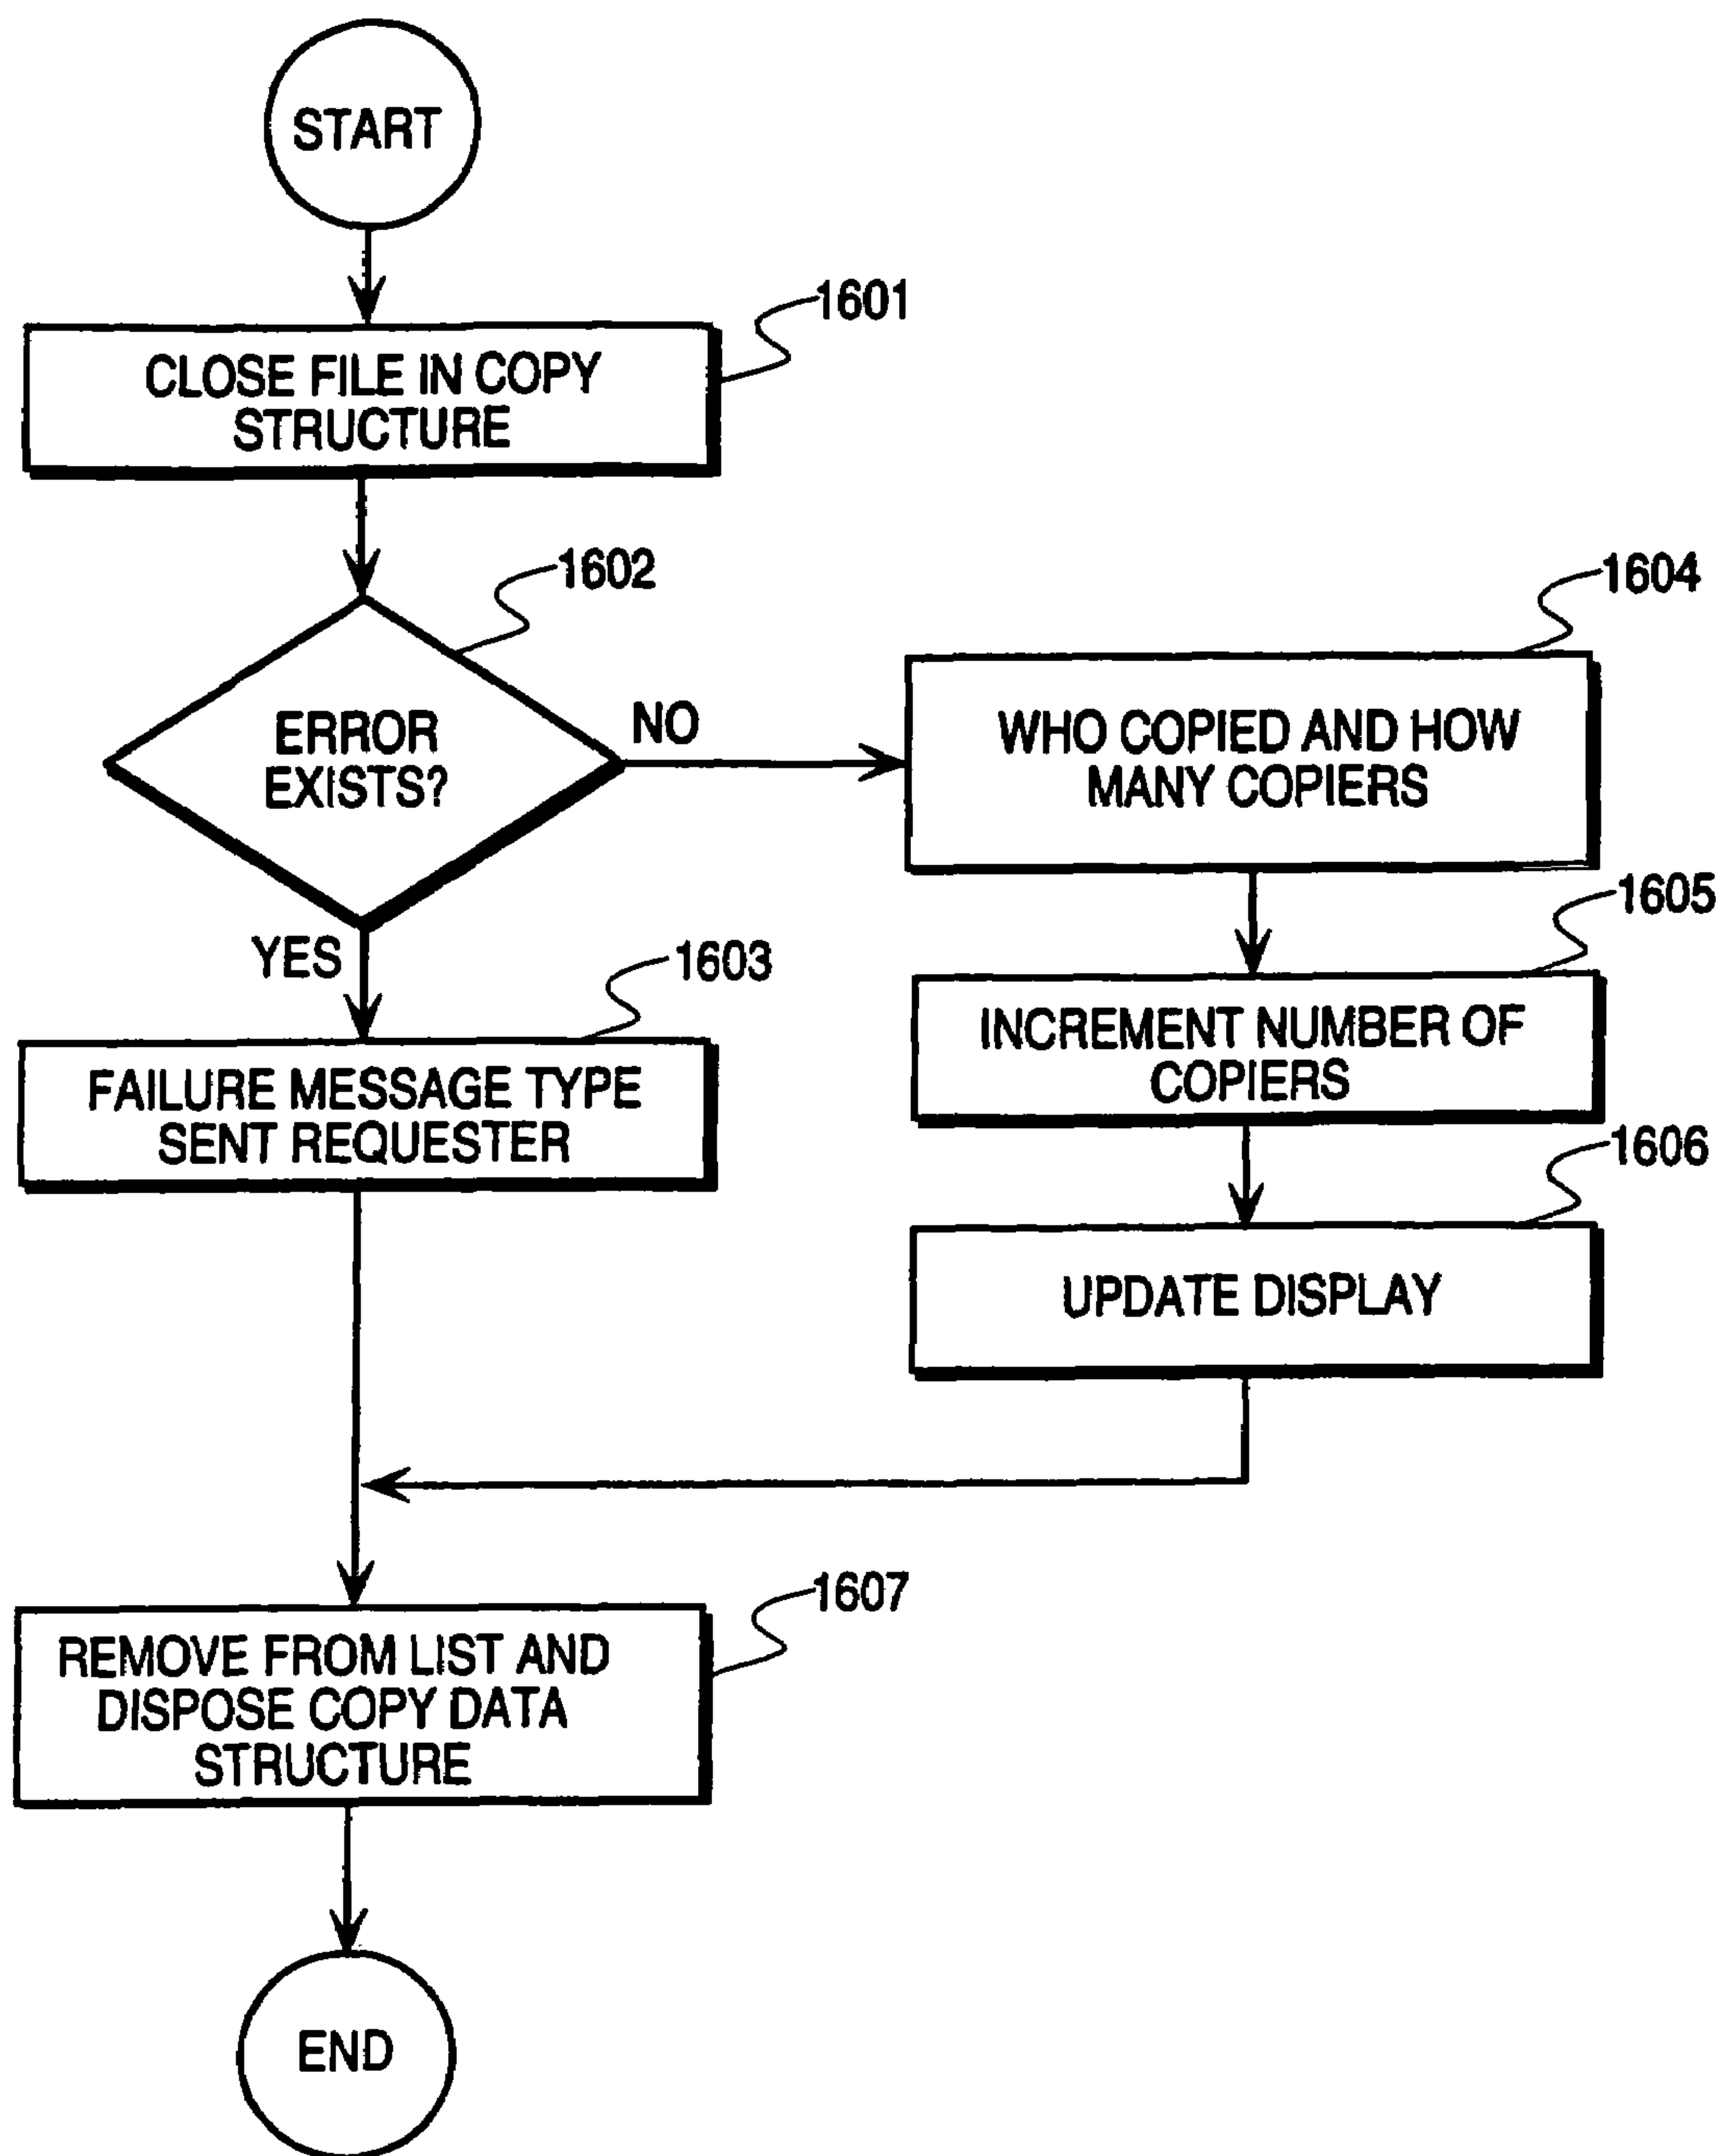 START
1601
CLOSE FILE IN COPY
STRUCTURE
1602
ERROR
EXISTS?
NO
1604
WHO COPIED AND HOW
MANY COPIERS
YES
1603
FAILURE MESSAGE TYPE
SENT REQUESTER
1605
INCREMENT NUMBER OF
COPIERS
1606
UPDATE DISPLAY
1607
REMOVE FROM LIST AND
DISPOSE COPY DATA
STRUCTURE
END